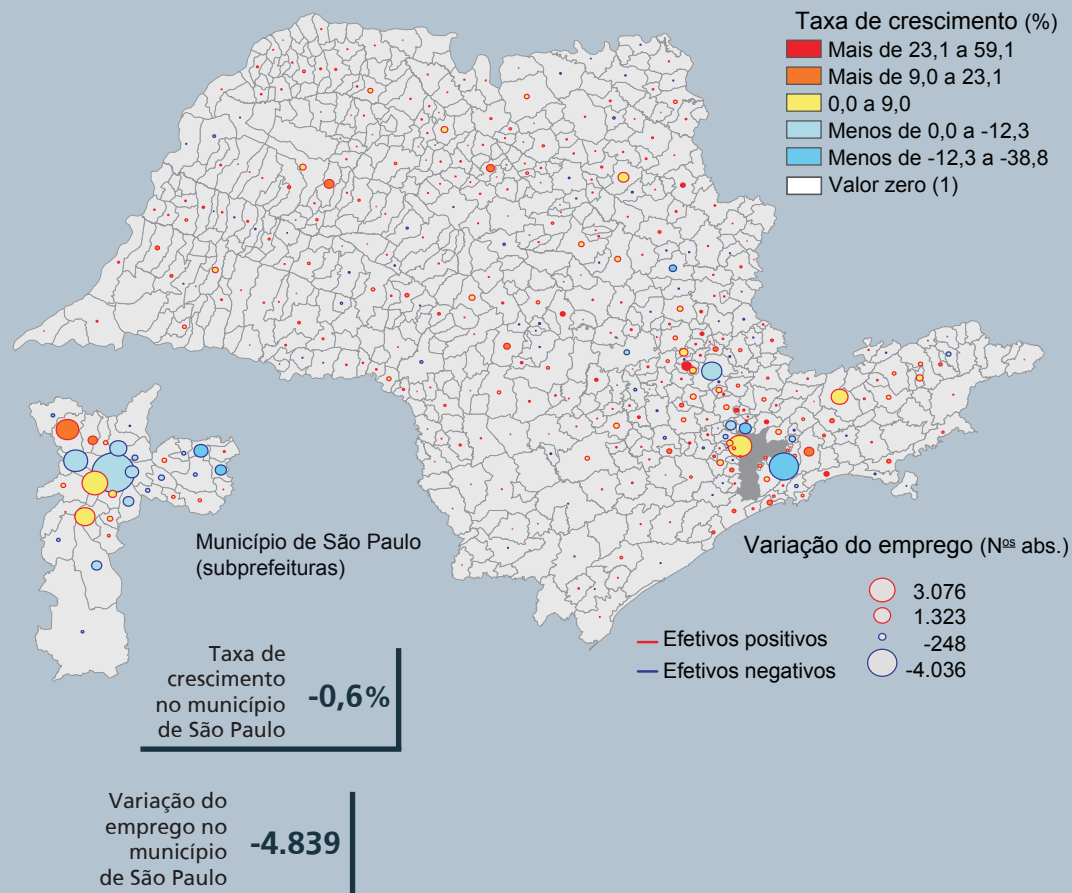 Taxa de crescimento (%)
Mais de 23,1 a 59,1
Mais de 9,0 a 23,1
0,0 a 9,0
Menos de 0,0 a -12,3
Menos de -12,3 a -38,8
Valor zero (1)
Município de São Paulo
(subprefeituras)
Variação do emprego (Nos abs.)
3.076
1.323
-248
-4.036
Efetivos positivos
Efetivos negativos
Taxa de
crescimento
no município
de São Paulo
-0,6%
Variação do
emprego no
município
de São Paulo
-4.839